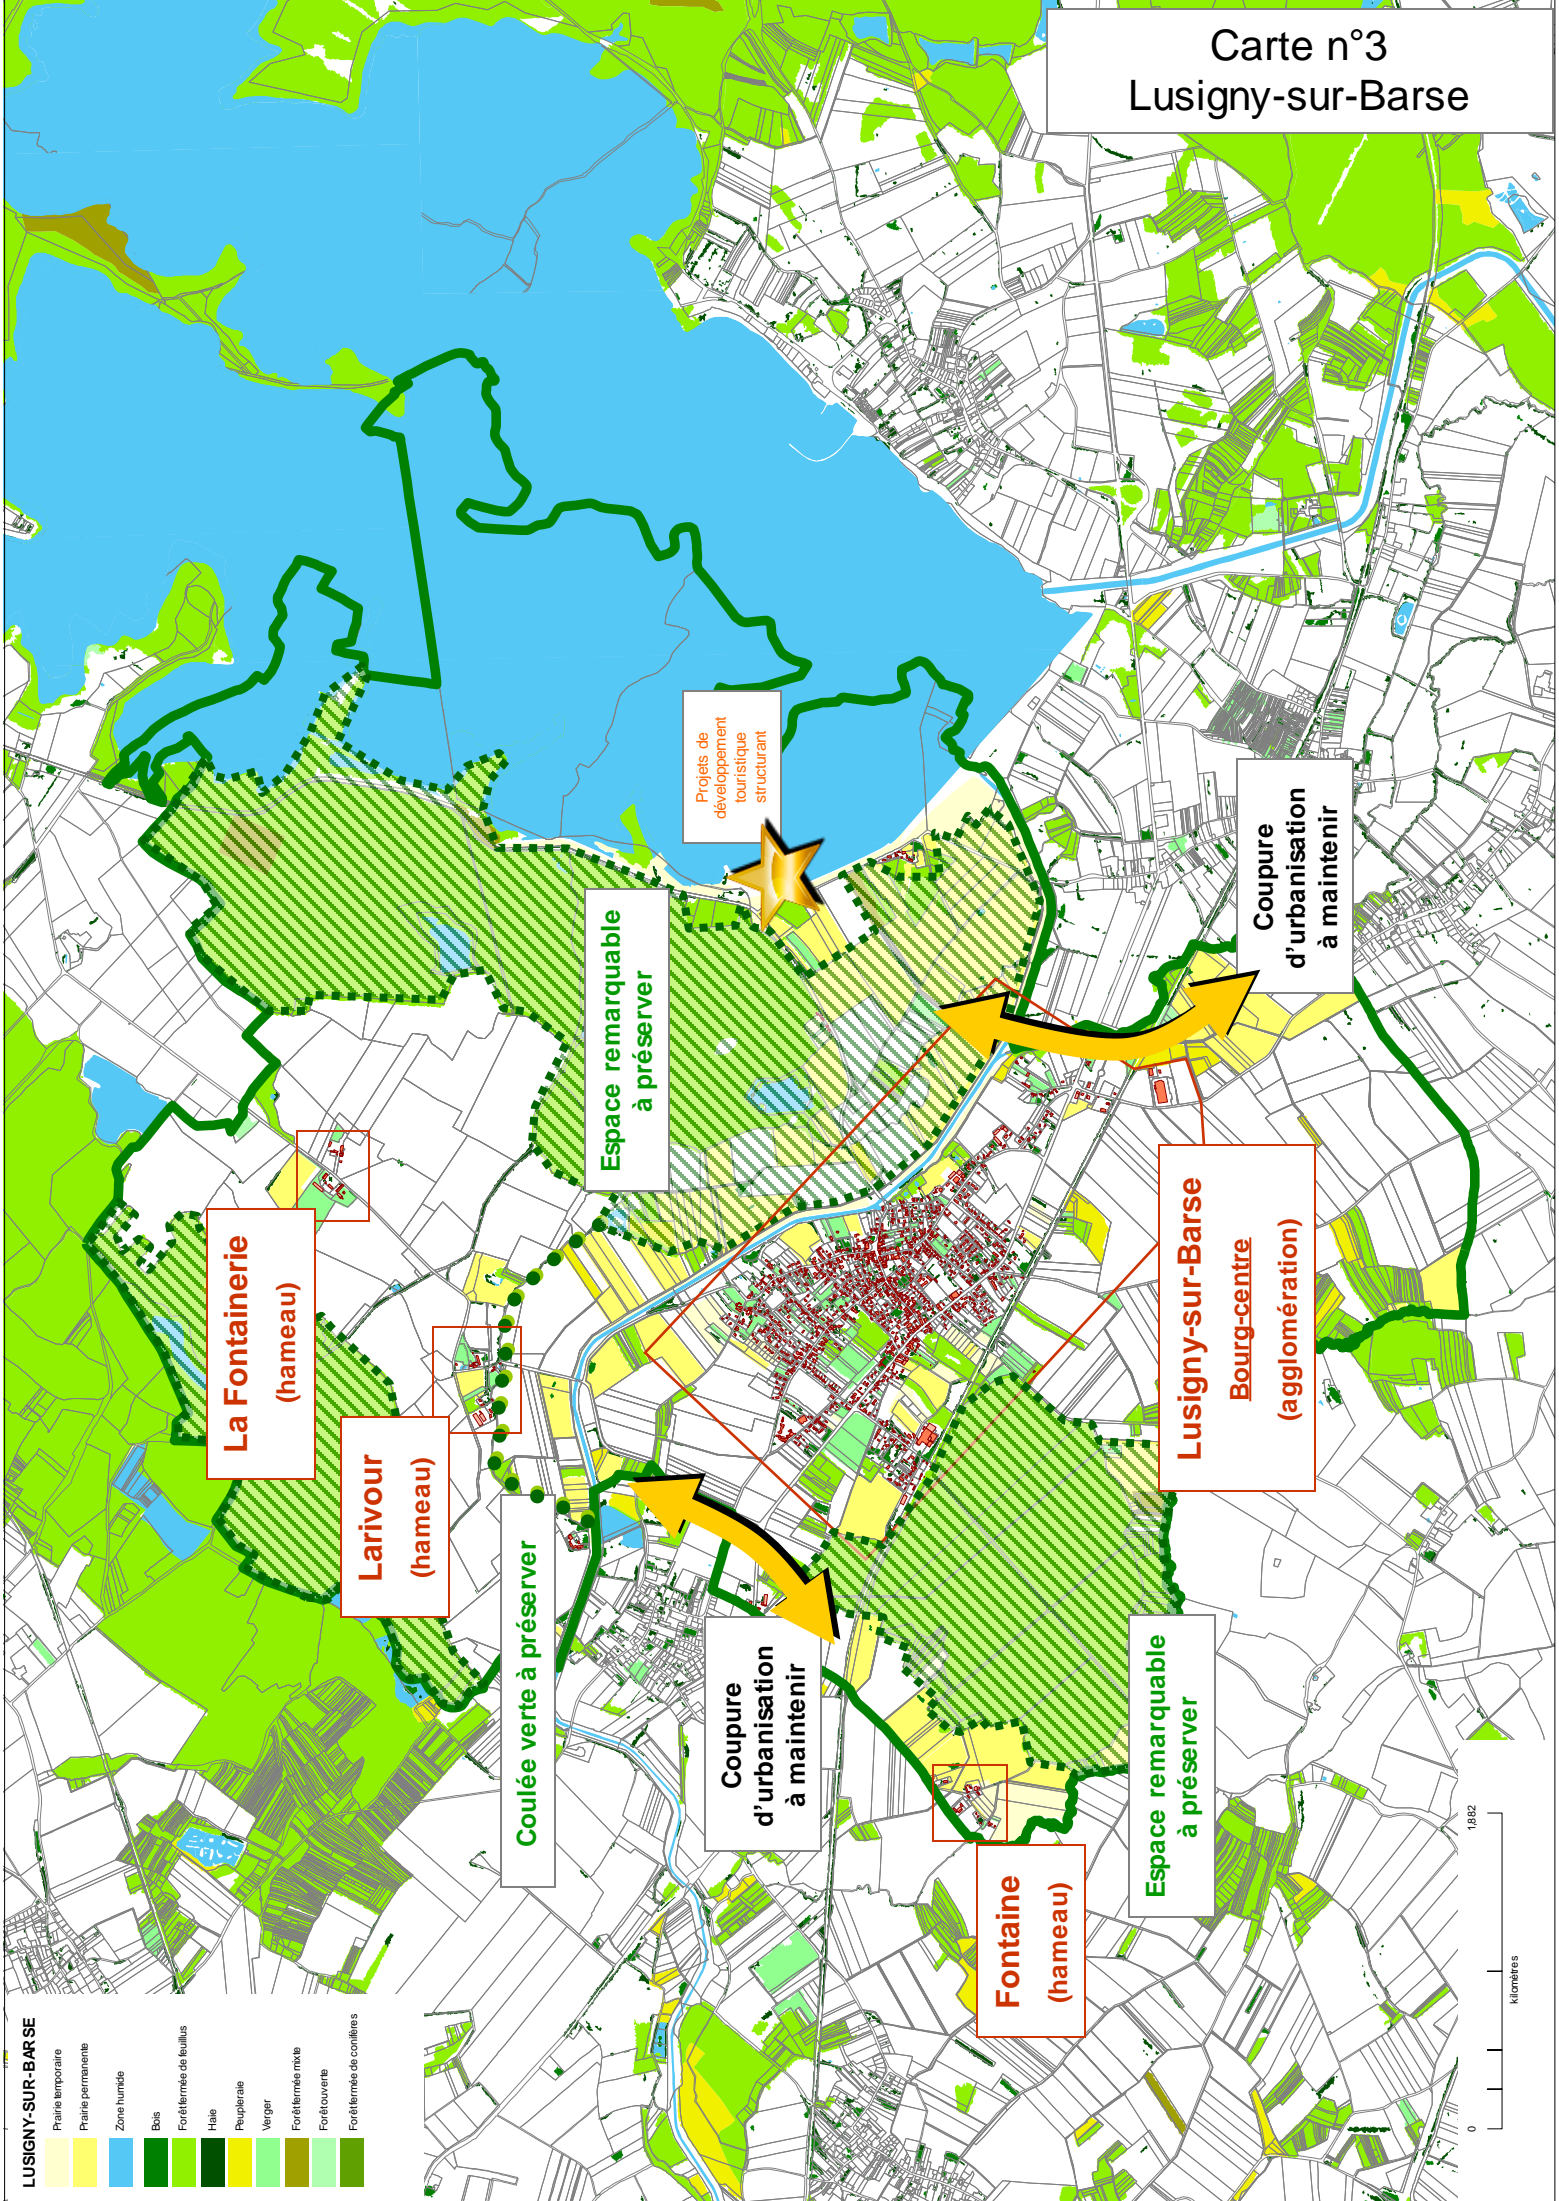 Carte n°3
Lusigny-sur-Barse
Projets de
développement
touristique
structurant
Coupure
d'urbanisation
à maintenir
Espace remarquable
à préserver
La Fontainerie
(hameau)
Larivour
(hameau)
Lusigny-sur-Barse
Bourg-centre
(agglomération)
Coulée verte à préserver
Coupure
d'urbanisation
à maintenir
Espace remarquable
à préserver
Fontaine
(hameau)
LUSIGNY-SUR-BARSE
Prairie temporaire
Prairie permanente
Zone humide
Bois
Forêt fermée de feuillus
Haie
Peupleraie
Verger
Forêt fermée mixte
Forêt ouverte
Forêt fermée de conifères
0
1,882
kilomètres